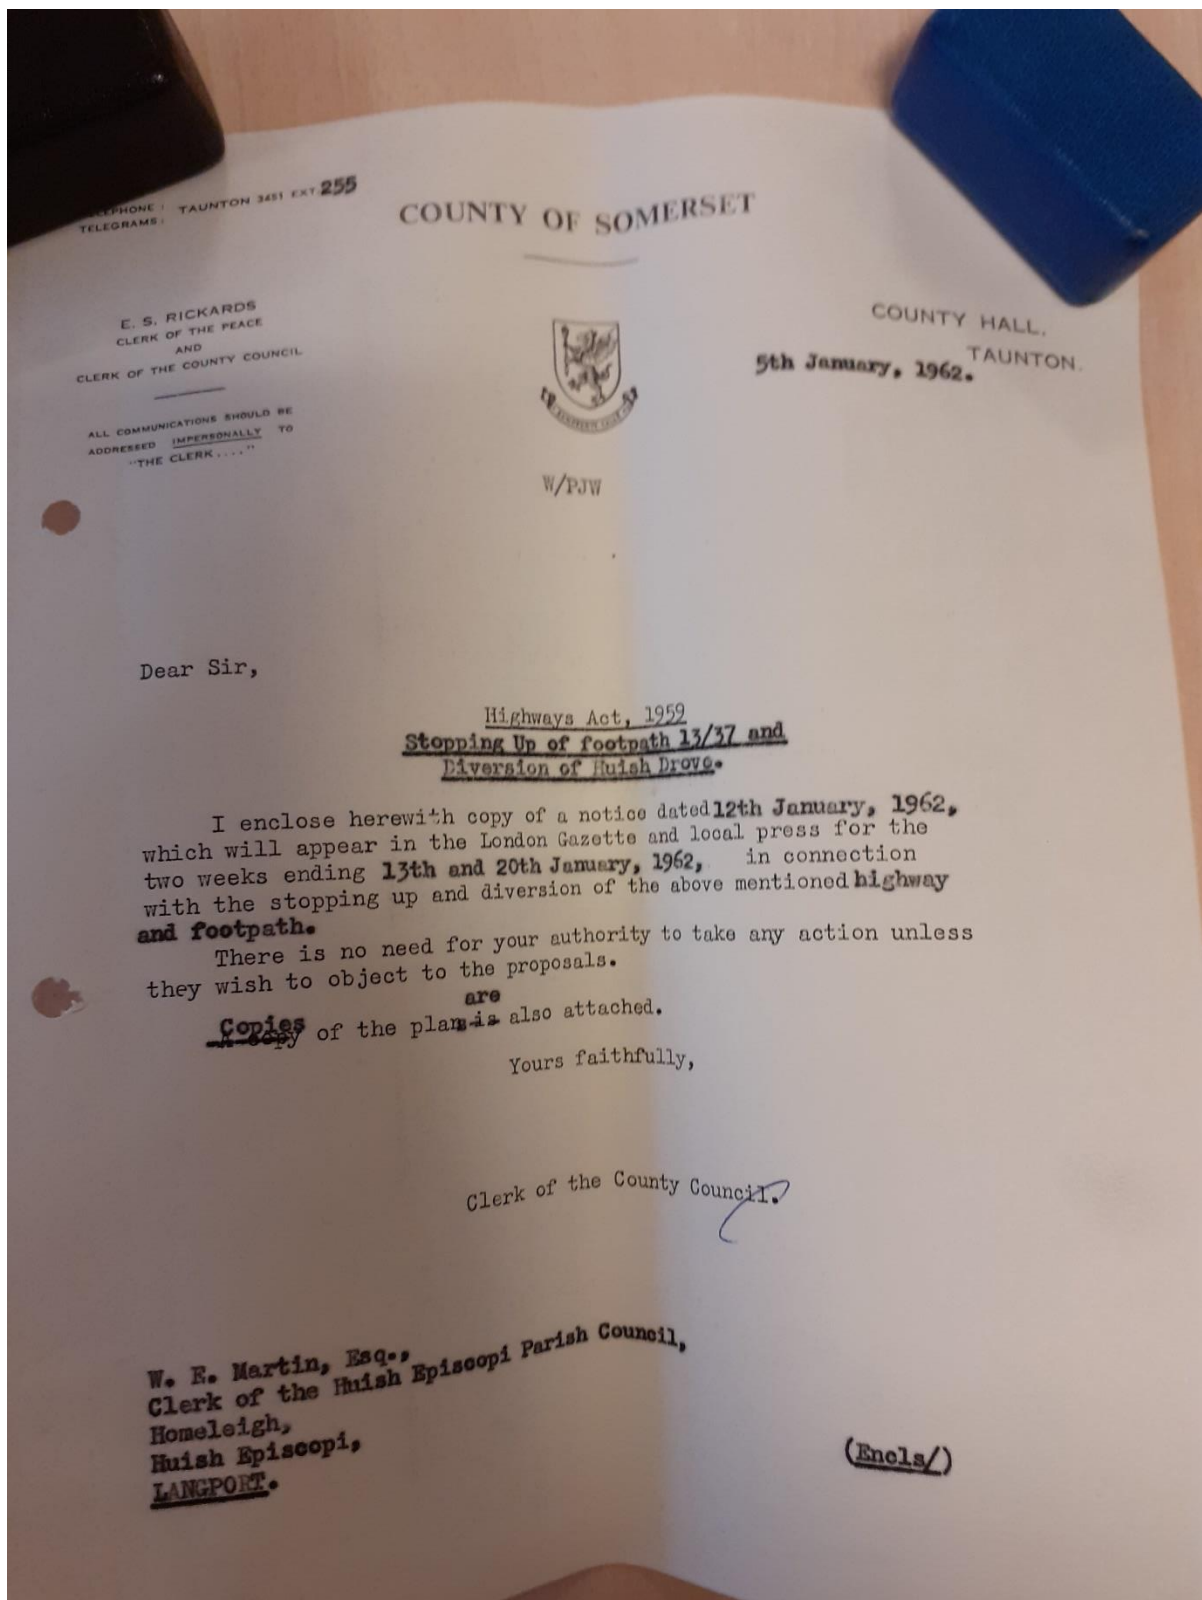 TELEPHONE : TAUNTON 3451 EXT. 255
TELEGRAMS :
COUNTY OF SOMERSET
E. S. RICKARDS
CLERK OF THE PEACE
AND
CLERK OF THE COUNTY COUNCIL
ALL COMMUNICATIONS SHOULD BE
ADDRESSED IMPERSONALLY TO
"THE CLERK...."
COUNTY HALL,
TAUNTON.
5th January, 1962.
W/PJW
Dear Sir,
Highways Act, 1959
Stopping Up of footpath 13/37 and
Diversion of Huish Drove.
I enclose herewith copy of a notice dated 12th January, 1962,
which will appear in the London Gazette and local press for the
two weeks ending 13th and 20th January, 1962, in connection
with the stopping up and diversion of the above mentioned highway
and footpath.
There is no need for your authority to take any action unless
they wish to object to the proposals.
are
Copies
A copy of the plans is also attached.
Yours faithfully,
Clerk of the County Council.
W. E. Martin, Esq.,
Clerk of the Huish Episcopi Parish Council,
Homeleigh,
Huish Episcopi,
LANGPORT.
(Encls/)